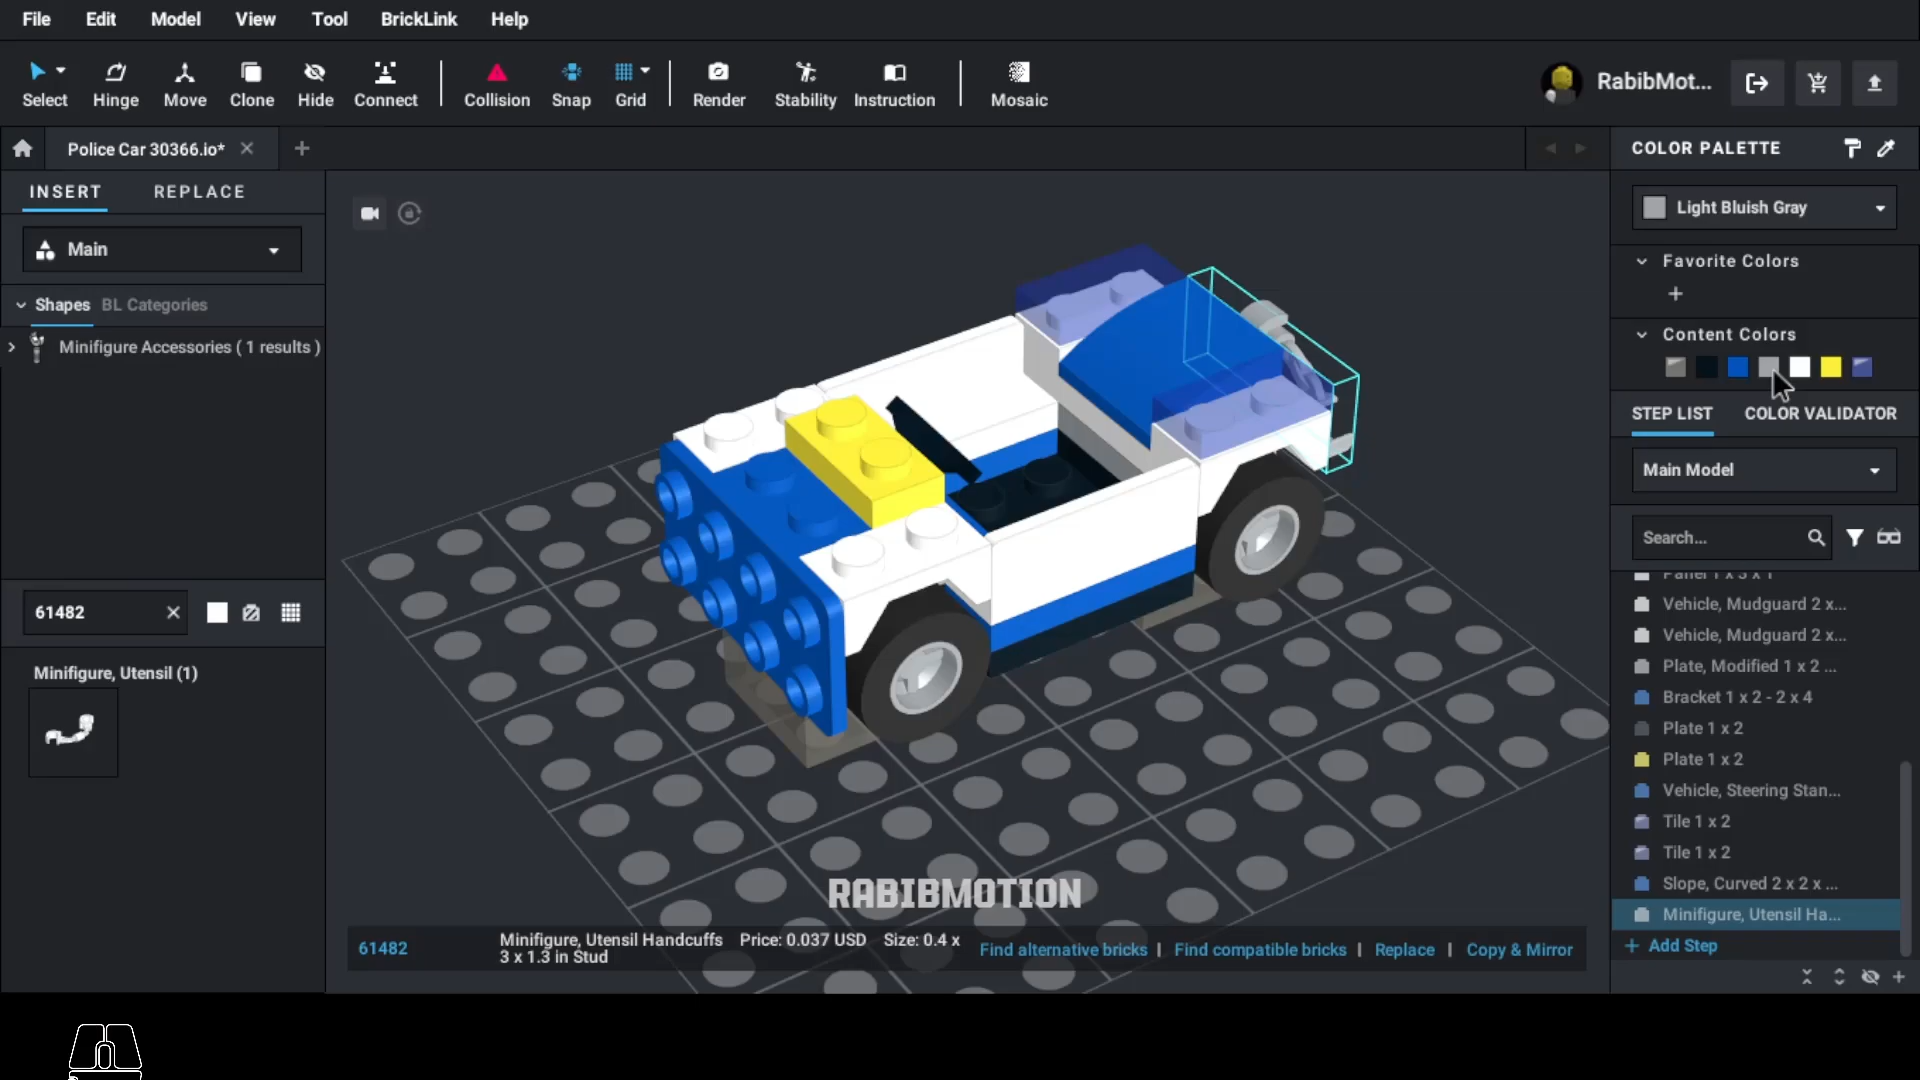 File Edit Model View Tool BrickLink Help
Select Hinge Move Clone Hide Connect Collision Snap Grid Render Stability Instruction Mosaic RabibMot...
Police Car 30366.io*
COLOR PALETTE
INSERT REPLACE
Light Bluish Gray
Main
Favorite Colors
Shapes BL Categories
Content Colors
Minifigure Accessories ( 1 results )
STEP LIST COLOR VALIDATOR
Main Model
Search...
Panel 1 x 3 x 1
Vehicle, Mudguard 2 x...
61482
Vehicle, Mudguard 2 x...
Minifigure, Utensil (1)
Plate, Modified 1 x 2 ...
Bracket 1 x 2 - 2 x 4
Plate 1 x 2
Plate 1 x 2
Vehicle, Steering Stan...
Tile 1 x 2
Tile 1 x 2
Slope, Curved 2 x 2 x ...
RABIBMOTION
Minifigure, Utensil Ha...
Add Step
61482 Minifigure, Utensil Handcuffs Price: 0.037 USD Size: 0.4 x
3 x 1.3 in Stud
Find alternative bricks | Find compatible bricks | Replace | Copy & Mirror